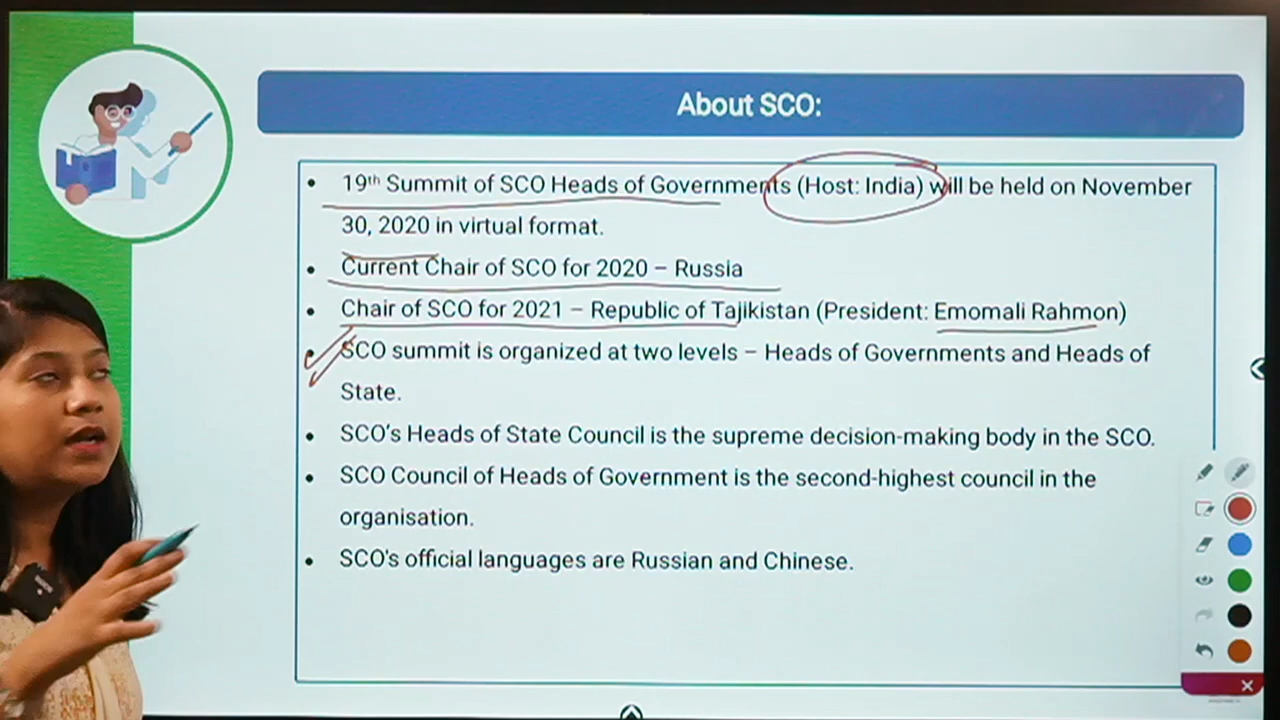 About SCO:
• 19th Summit of SCO Heads of Governments (Host: India) will be held on November
30, 2020 in virtual format.
• Current Chair of SCO for 2020 – Russia
• Chair of SCO for 2021 – Republic of Tajikistan (President: Emomali Rahmon)
• SCO summit is organized at two levels – Heads of Governments and Heads of
State.
• SCO's Heads of State Council is the supreme decision-making body in the SCO.
• SCO Council of Heads of Government is the second-highest council in the
organisation.
• SCO's official languages are Russian and Chinese.